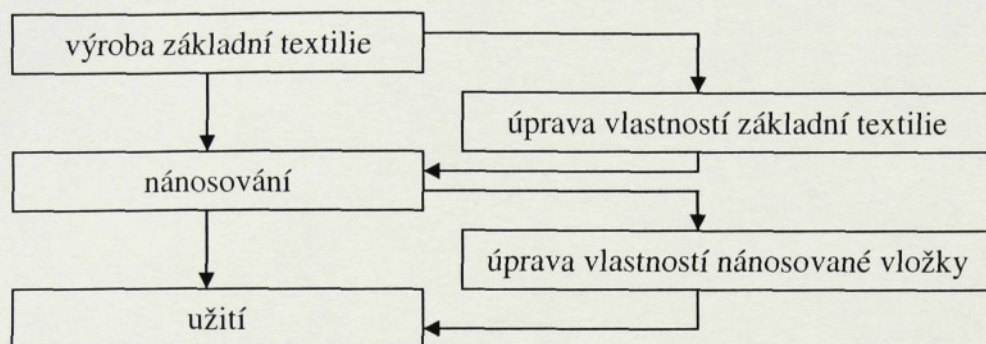 výroba základní textilie
úprava vlastností základní textilie
nánosování
úprava vlastností nánosované vložky
užití